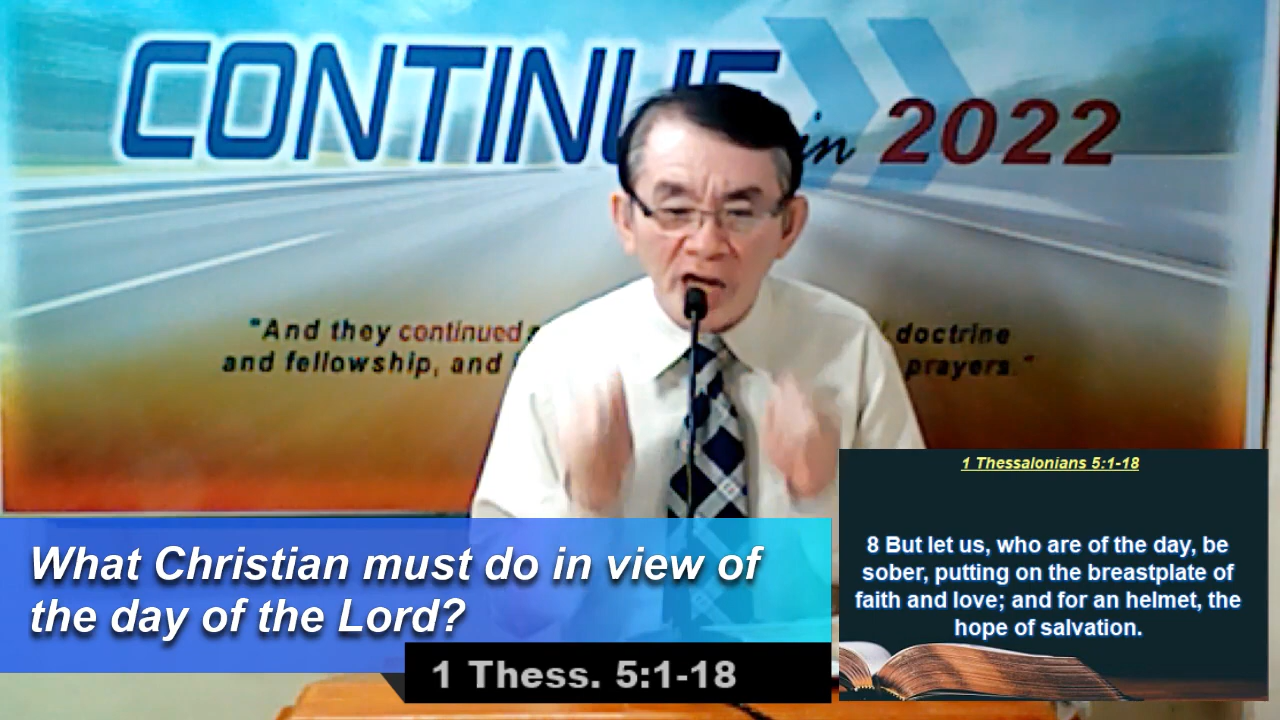 CONTINUE in 2022
"And they continued doctrine
and fellowship, and prayers."
1 Thessalonians 5:1-18
8 But let us, who are of the day, be
sober, putting on the breastplate of
faith and love; and for an helmet, the
hope of salvation.
What Christian must do in view of
the day of the Lord?
1 Thess. 5:1-18